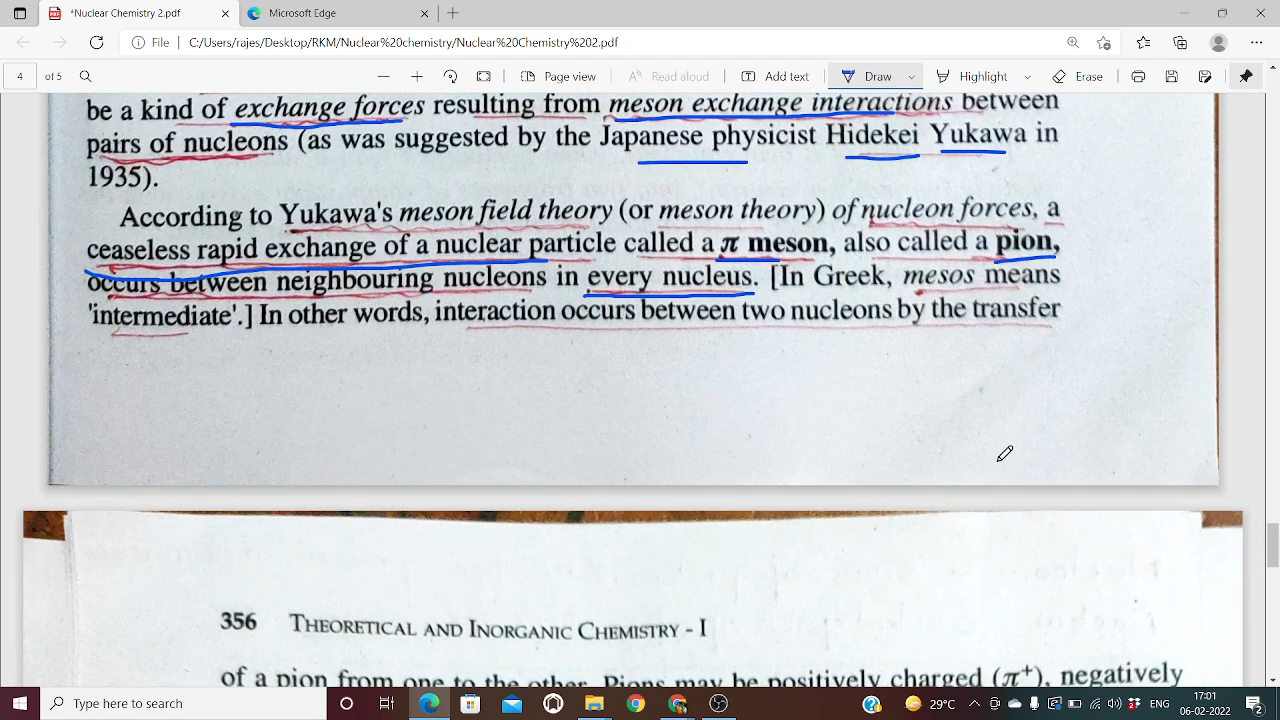 *Nuclear Chemistry 2.pdf
Microsoft Edge
File C:/Users/rajes/Desktop/RKM/Nuclear%20chemistry/Nuclear%20Chemistry%202.pdf
4 of 5 Page view Read aloud Add text Draw Highlight Erase
be a kind of exchange forces resulting from meson exchange interactions between
pairs of nucleons (as was suggested by the Japanese physicist Hidekei Yukawa in
1935).
According to Yukawa's meson field theory (or meson theory) of nucleon forces, a
ceaseless rapid exchange of a nuclear particle called a π meson, also called a pion,
occurs between neighbouring nucleons in every nucleus. [In Greek, mesos means
'intermediate'.] In other words, interaction occurs between two nucleons by the transfer
356 THEORETICAL AND INORGANIC CHEMISTRY - I
of a pion from one to the other. Pions may be positively charged (π⁺), negatively
Type here to search
29°C
ENG
17:01
06-02-2022